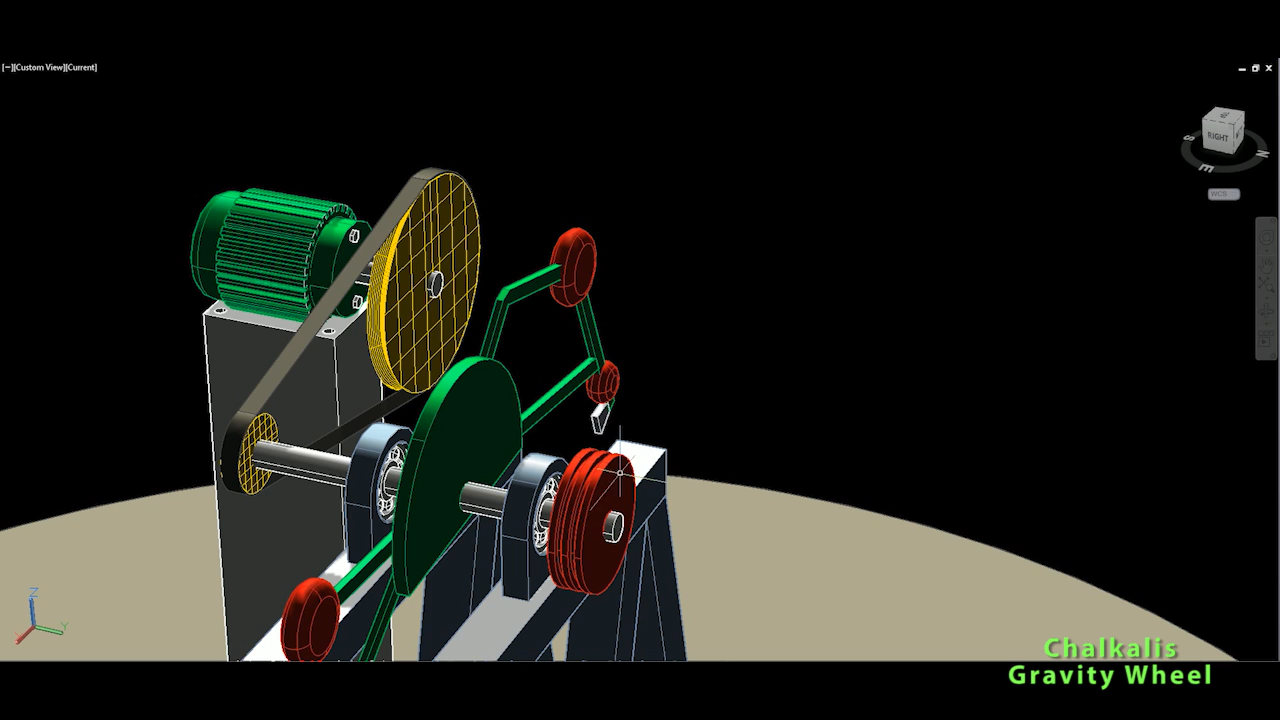 [−][Custom View][Current]
RIGHT
S
E
N
WCS
Z
Y
Chalkalis
Gravity Wheel